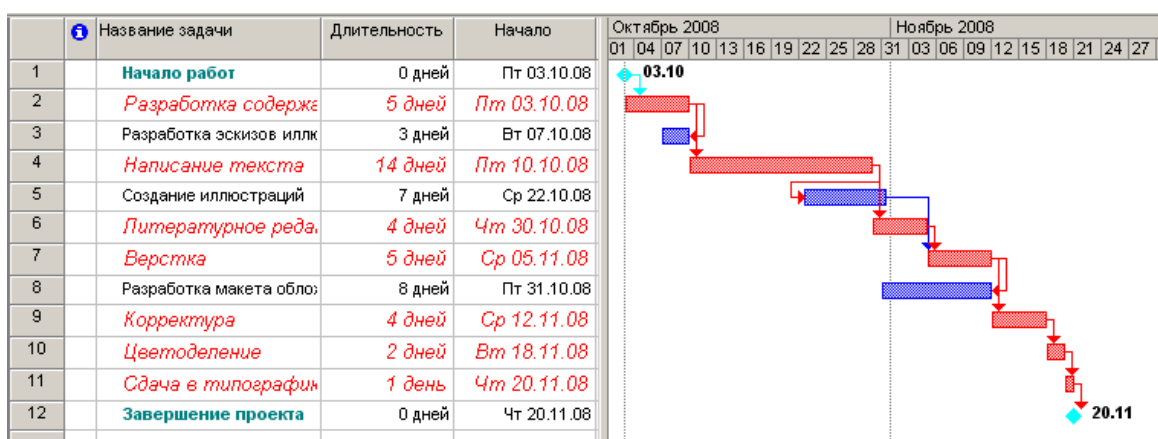 Название задачи Длительность Начало Октябрь 2008 Ноябрь 2008
01 04 07 10 13 16 19 22 25 28 31 03 06 09 12 15 18 21 24 27
1 Начало работ 0 дней Пт 03.10.08 03.10
2 Разработка содержа 5 дней Пт 03.10.08
3 Разработка эскизов иллк 3 дней Вт 07.10.08
4 Написание текста 14 дней Пт 10.10.08
5 Создание иллюстраций 7 дней Ср 22.10.08
6 Литературное реда 4 дней Чт 30.10.08
7 Верстка 5 дней Ср 05.11.08
8 Разработка макета обло 8 дней Пт 31.10.08
9 Корректура 4 дней Ср 12.11.08
10 Цветоделение 2 дней Вт 18.11.08
11 Сдача в типографи 1 день Чт 20.11.08
12 Завершение проекта 0 дней Чт 20.11.08 20.11